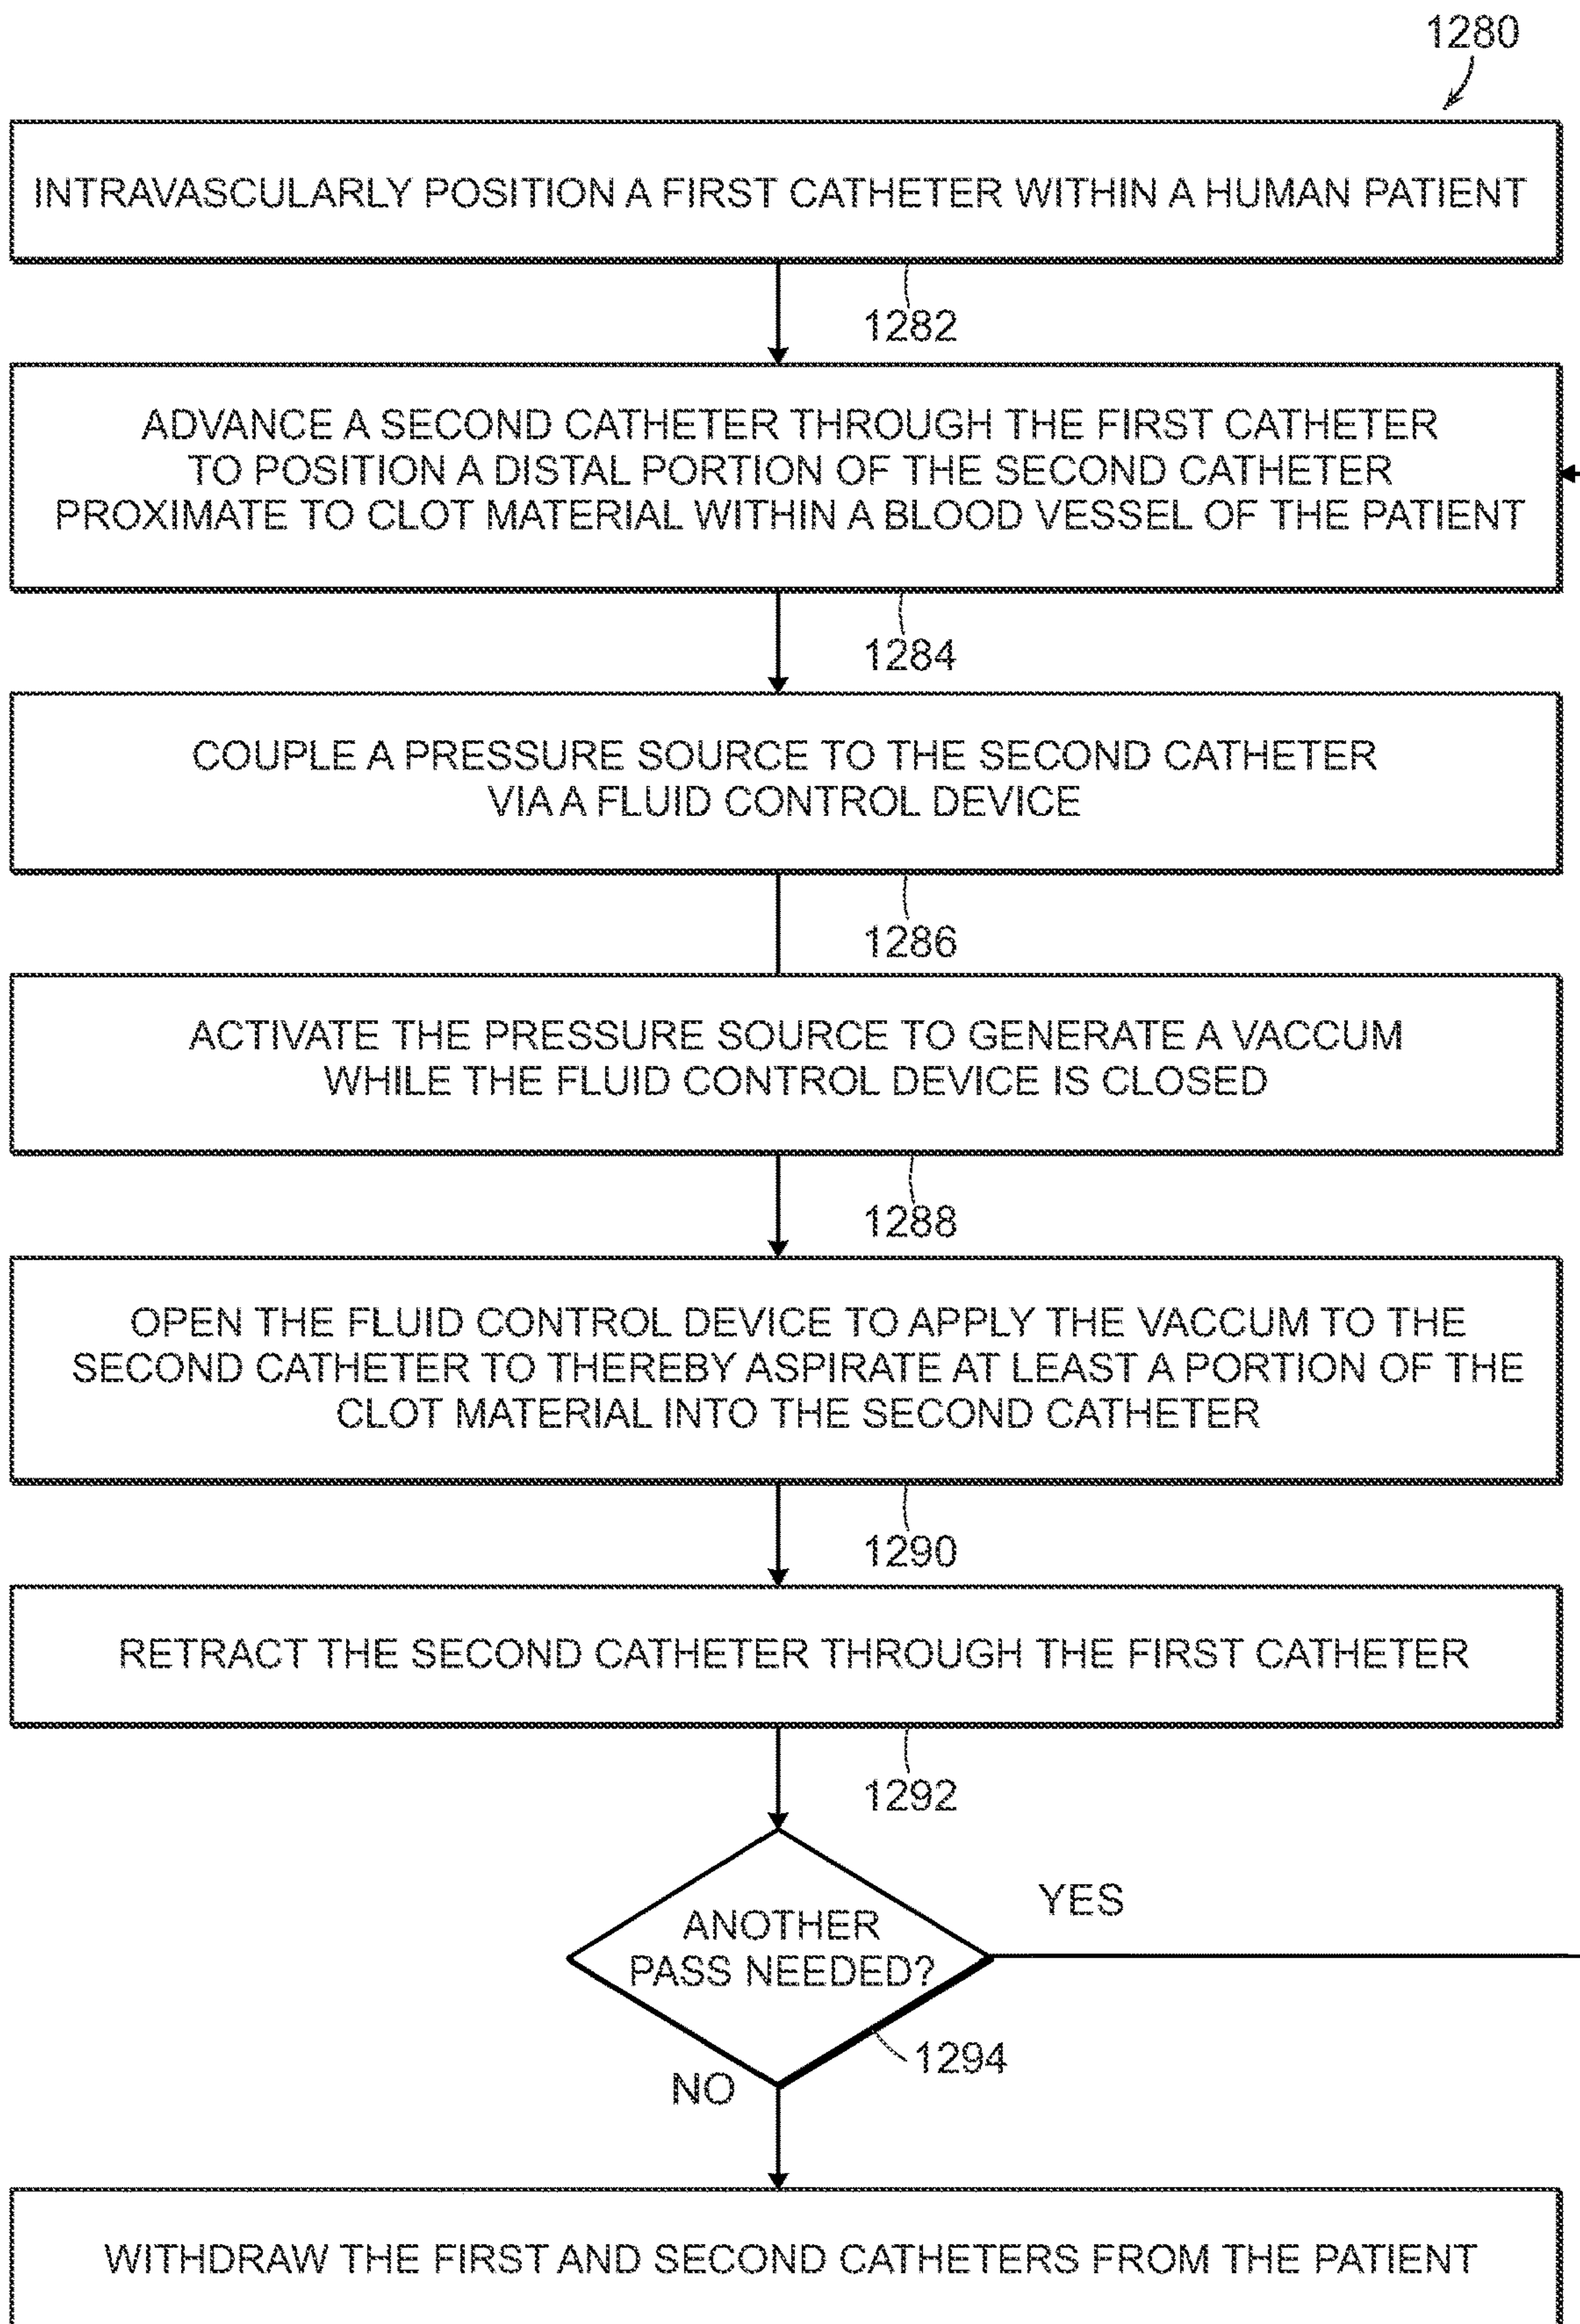 1280
INTRAVASCULARLY POSITION A FIRST CATHETER WITHIN A HUMAN PATIENT
1282
ADVANCE A SECOND CATHETER THROUGH THE FIRST CATHETER
TO POSITION A DISTAL PORTION OF THE SECOND CATHETER
PROXIMATE TO CLOT MATERIAL WITHIN A BLOOD VESSEL OF THE PATIENT
1284
COUPLE A PRESSURE SOURCE TO THE SECOND CATHETER
VIA A FLUID CONTROL DEVICE
1286
ACTIVATE THE PRESSURE SOURCE TO GENERATE A VACCUM
WHILE THE FLUID CONTROL DEVICE IS CLOSED
1288
OPEN THE FLUID CONTROL DEVICE TO APPLY THE VACCUM TO THE
SECOND CATHETER TO THEREBY ASPIRATE AT LEAST A PORTION OF THE
CLOT MATERIAL INTO THE SECOND CATHETER
1290
RETRACT THE SECOND CATHETER THROUGH THE FIRST CATHETER
1292
YES
ANOTHER
PASS NEEDED?
1294
NO
WITHDRAW THE FIRST AND SECOND CATHETERS FROM THE PATIENT